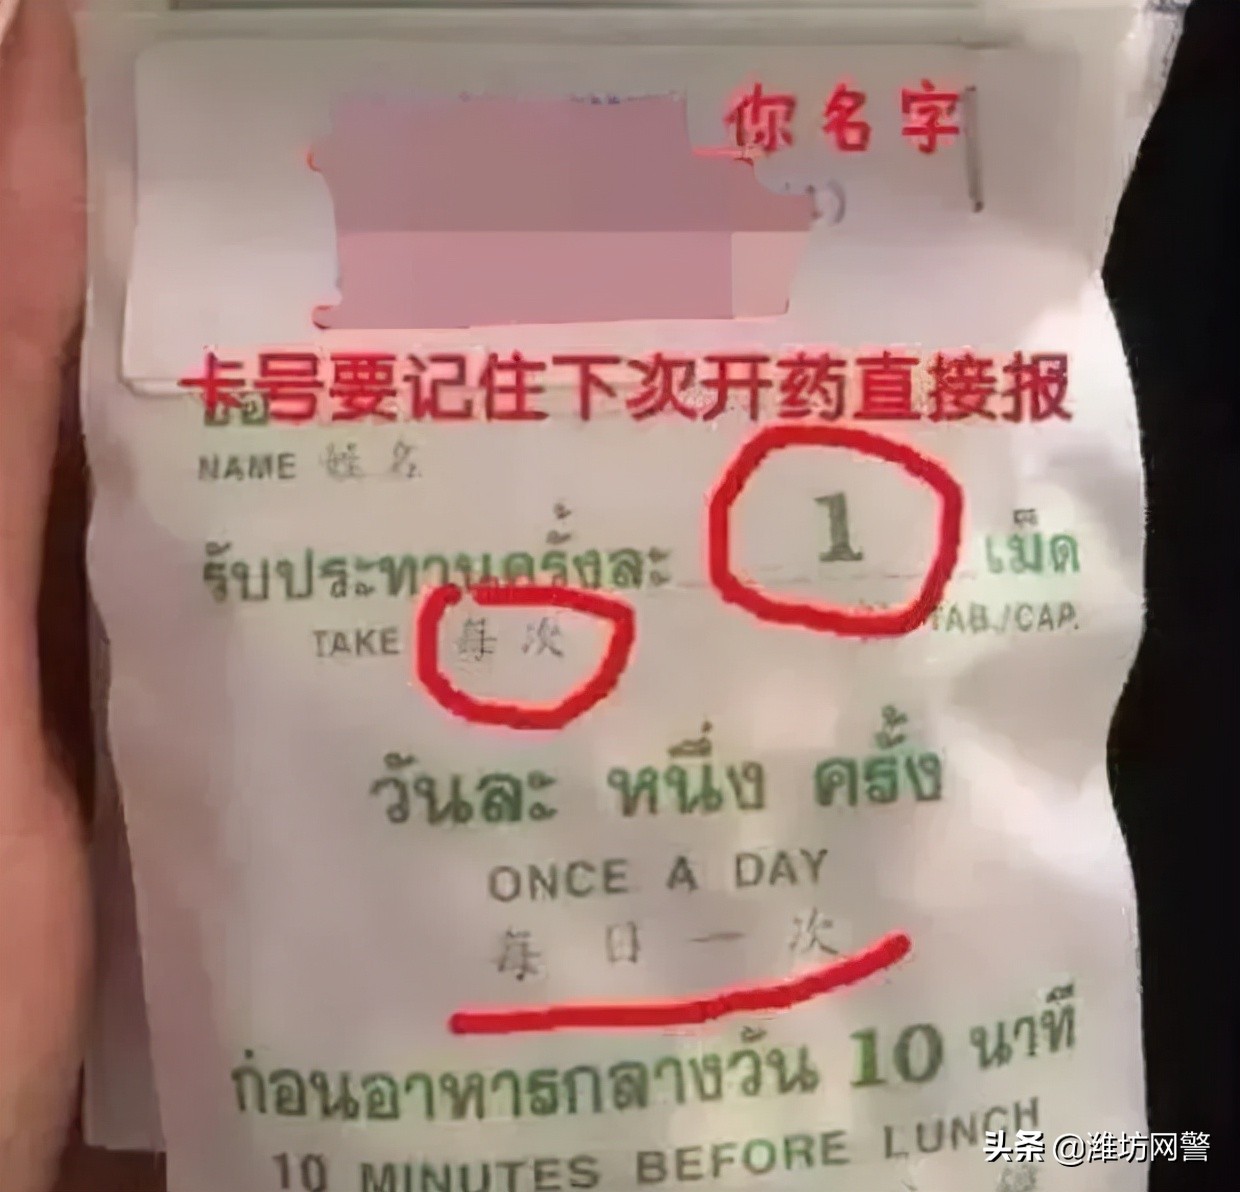 你名字
卡号要记住下次开药直接报
NAME 姓名
รับประทานครั้งละ 1 เม็ด
TAKE 每次 TAB./CAP.
วันละ หนึ่ง ครั้ง
ONCE A DAY
每日一次
ก่อนอาหารกลางวัน 10 นาที
10 MINUTES BEFORE LUNCH
头条 @潍坊网警